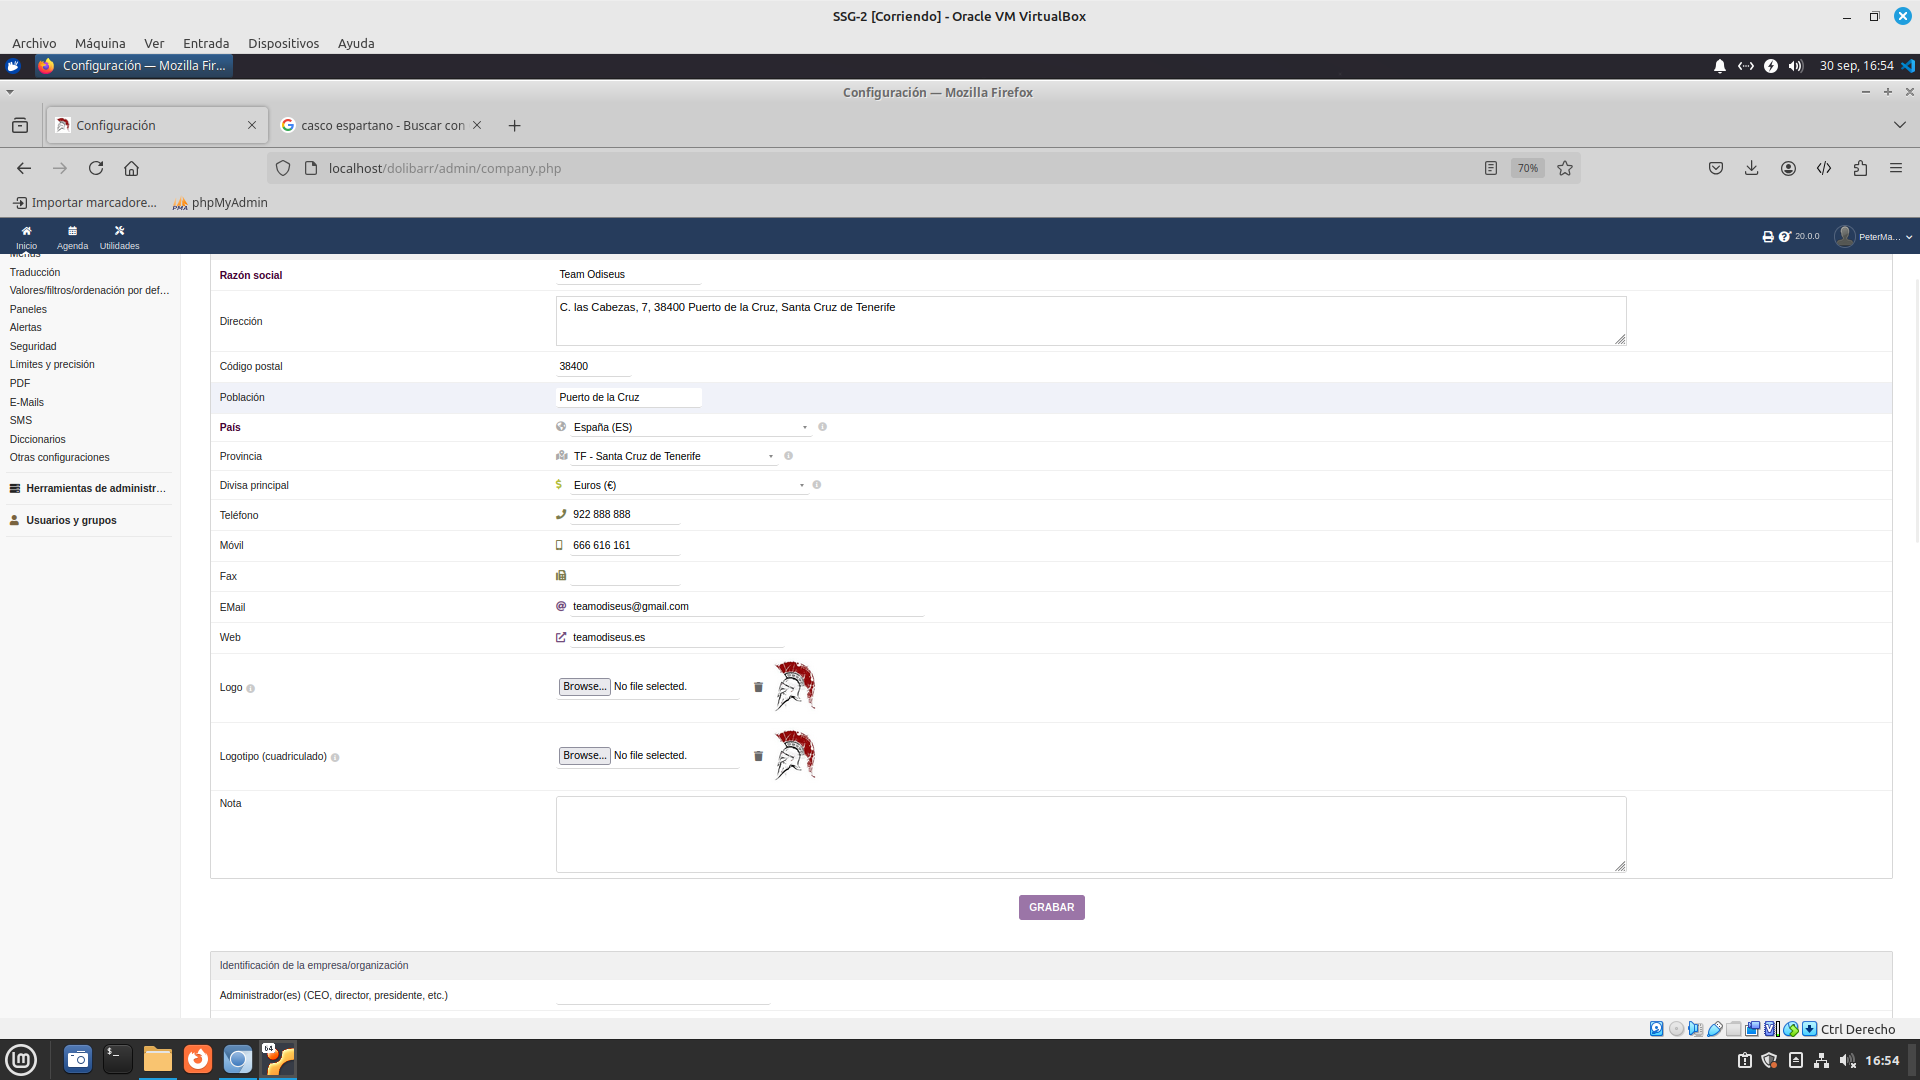 SSG-2 [Corriendo] - Oracle VM VirtualBox
Archivo Máquina Ver Entrada Dispositivos Ayuda
Configuración — Mozilla Fir...
30 sep, 16:54
Configuración — Mozilla Firefox
Configuración
casco espartano - Buscar con
localhost/dolibarr/admin/company.php
70%
Importar marcadore...
phpMyAdmin
Inicio
Agenda
Utilidades
20.0.0
PeterMa...
Menús
Traducción
Valores/filtros/ordenación por def...
Paneles
Alertas
Seguridad
Límites y precisión
PDF
E-Mails
SMS
Diccionarios
Otras configuraciones
Herramientas de administr...
Usuarios y grupos
Razón social Team Odiseus
Dirección C. las Cabezas, 7, 38400 Puerto de la Cruz, Santa Cruz de Tenerife
Código postal 38400
Población Puerto de la Cruz
País España (ES)
Provincia TF - Santa Cruz de Tenerife
Divisa principal $ Euros (€)
Teléfono 922 888 888
Móvil 666 616 161
Fax
EMail @ teamodiseus@gmail.com
Web teamodiseus.es
Logo Browse... No file selected.
Logotipo (cuadriculado) Browse... No file selected.
Nota
GRABAR
Identificación de la empresa/organización
Administrador(es) (CEO, director, presidente, etc.)
Ctrl Derecho
64
16:54